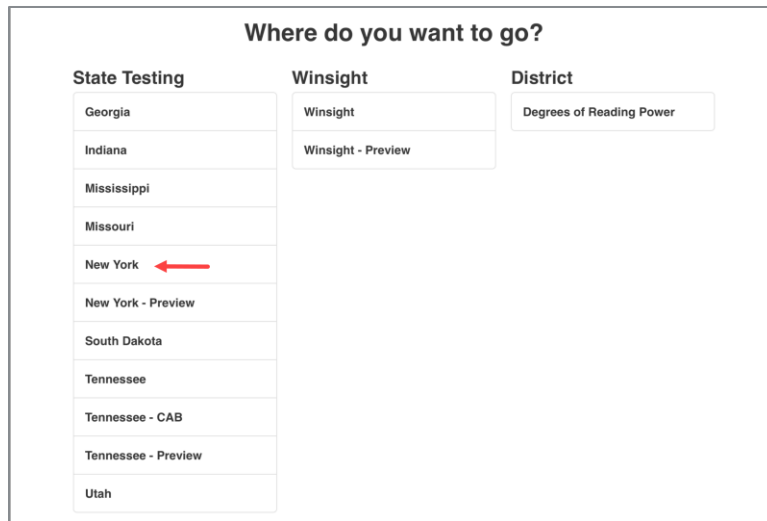 Where do you want to go?
State Testing
Georgia
Indiana
Mississippi
Missouri
New York
New York - Preview
South Dakota
Tennessee
Tennessee - CAB
Tennessee - Preview
Utah
Winsight
Winsight
Winsight - Preview
District
Degrees of Reading Power